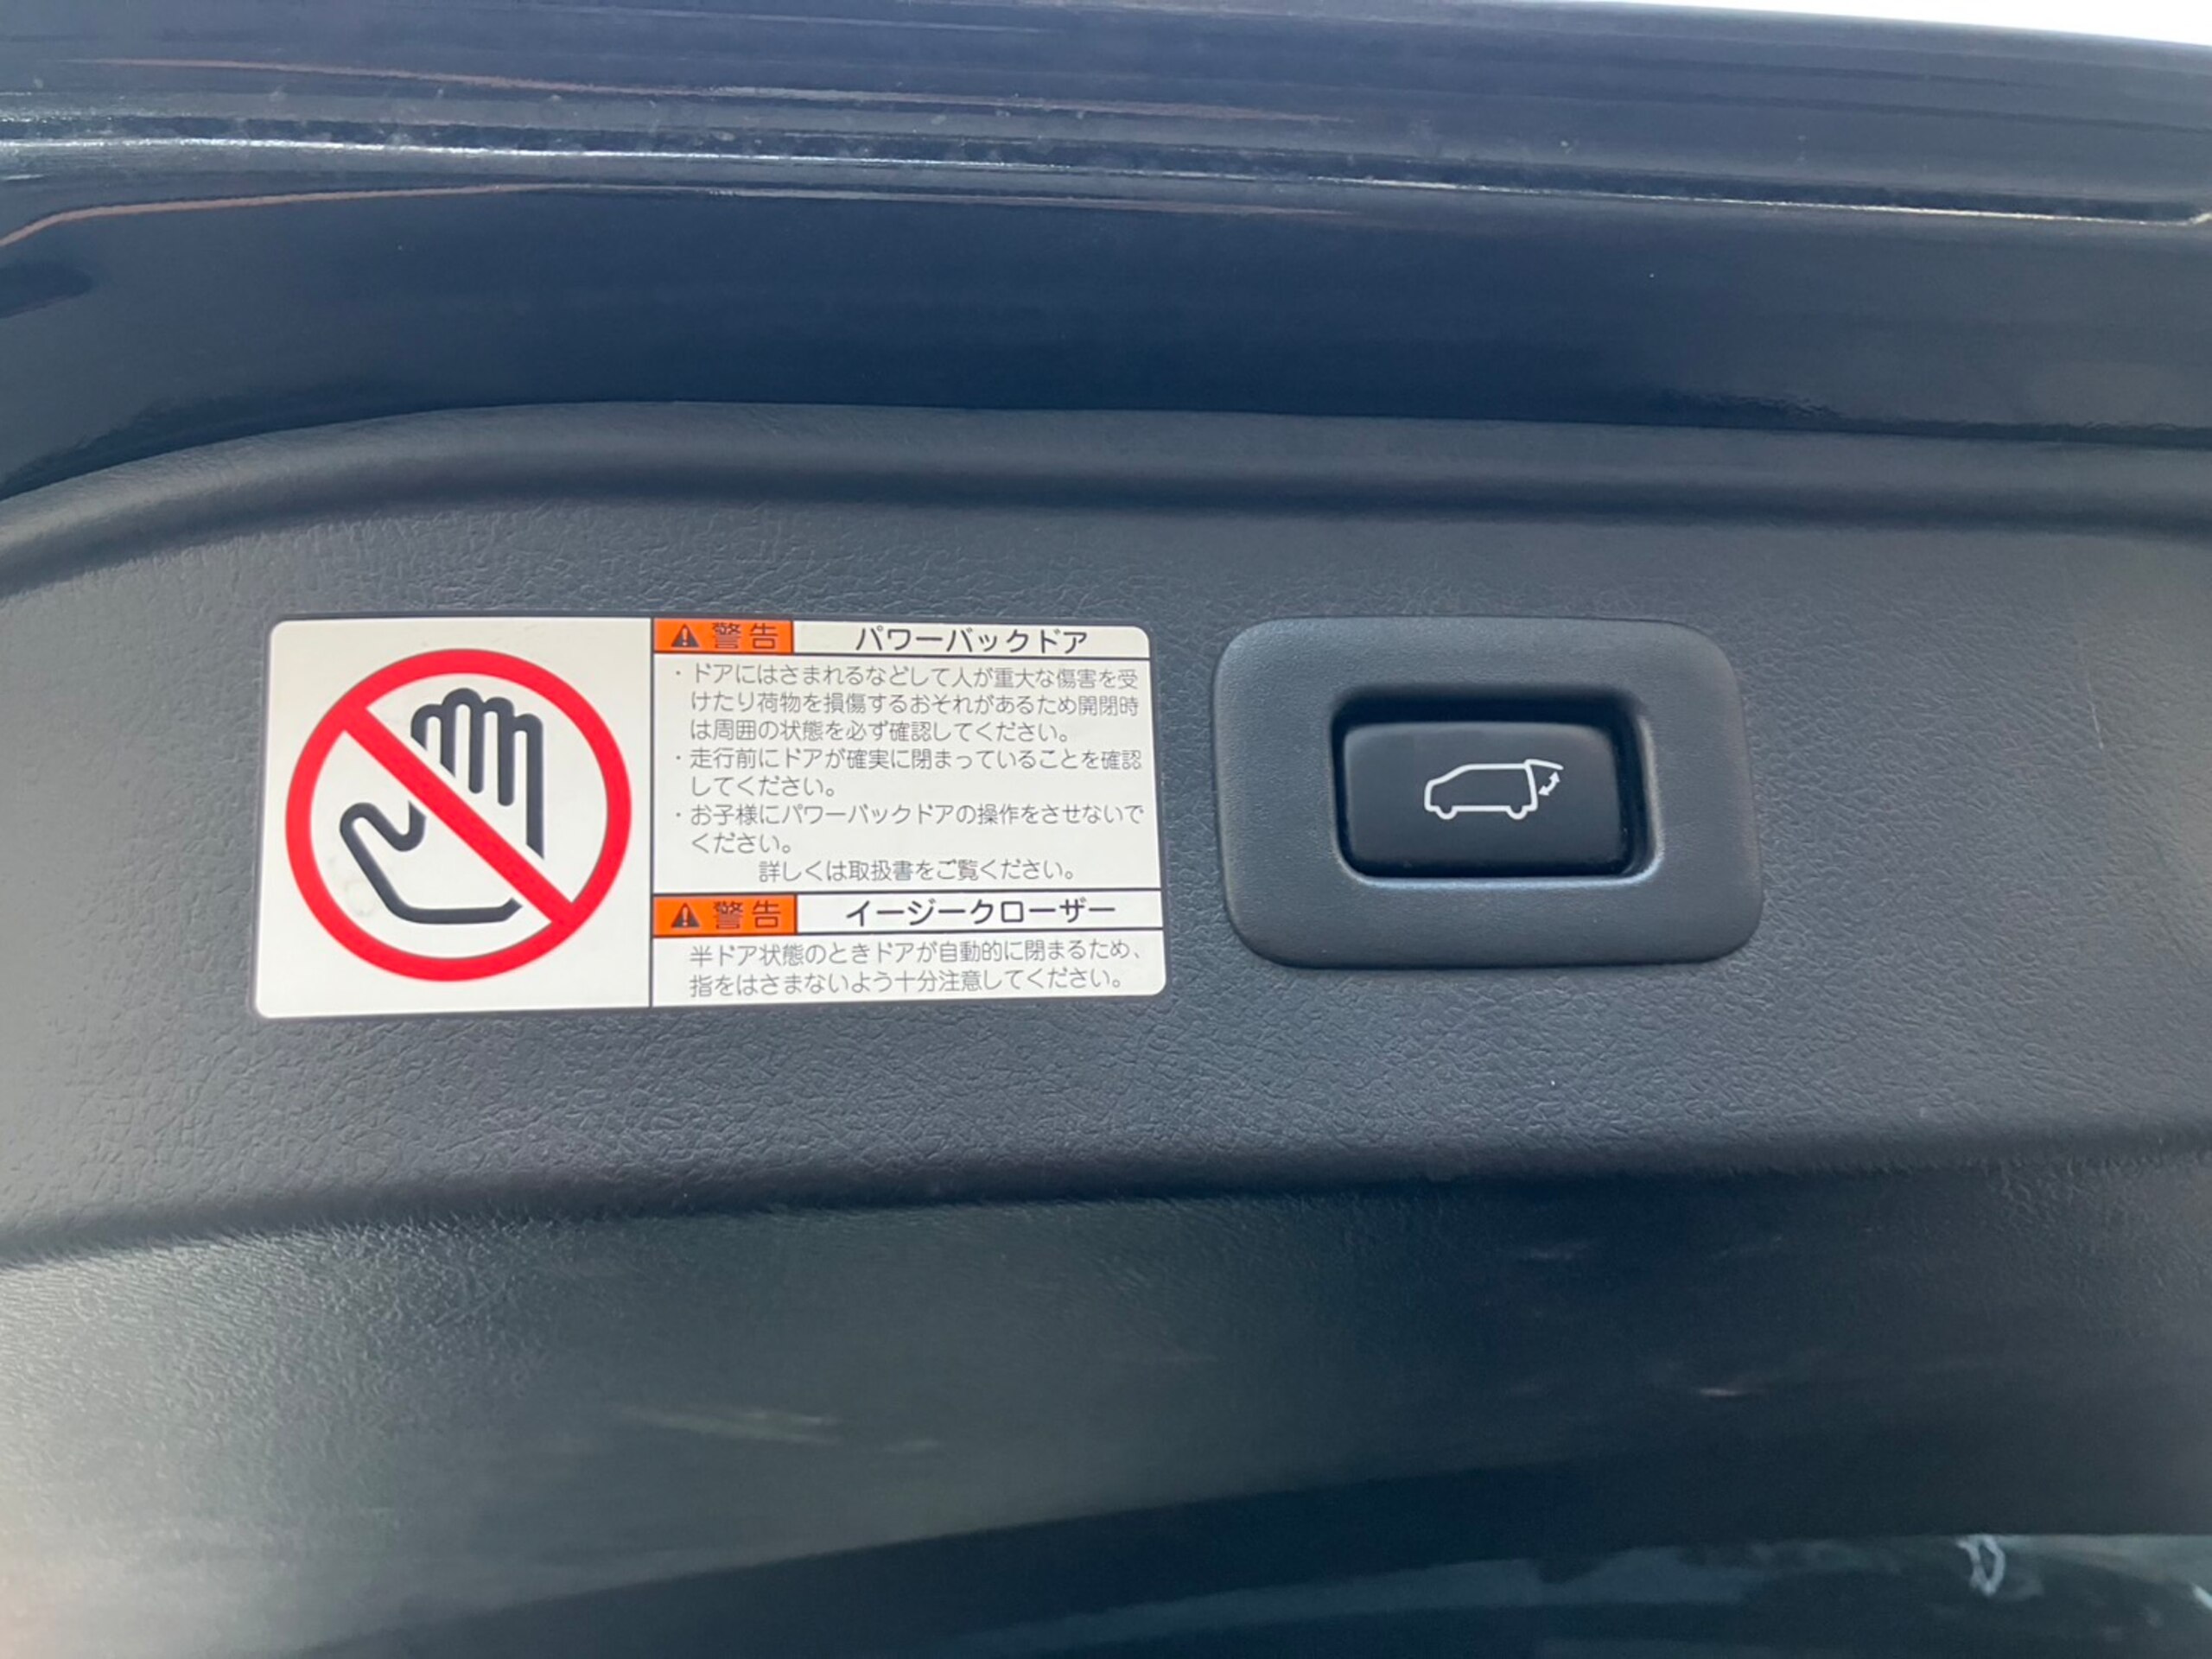 警告 パワーバックドア
・ドアにはさまれるなどして人が重大な傷害を受
けたり荷物を損傷するおそれがあるため開閉時
は周囲の状態を必ず確認してください。
・走行前にドアが確実に閉まっていることを確認
してください。
・お子様にパワーバックドアの操作をさせないで
ください。
詳しくは取扱書をご覧ください。
警告 イージークローザー
半ドア状態のときドアが自動的に閉まるため、
指をはさまないよう十分注意してください。